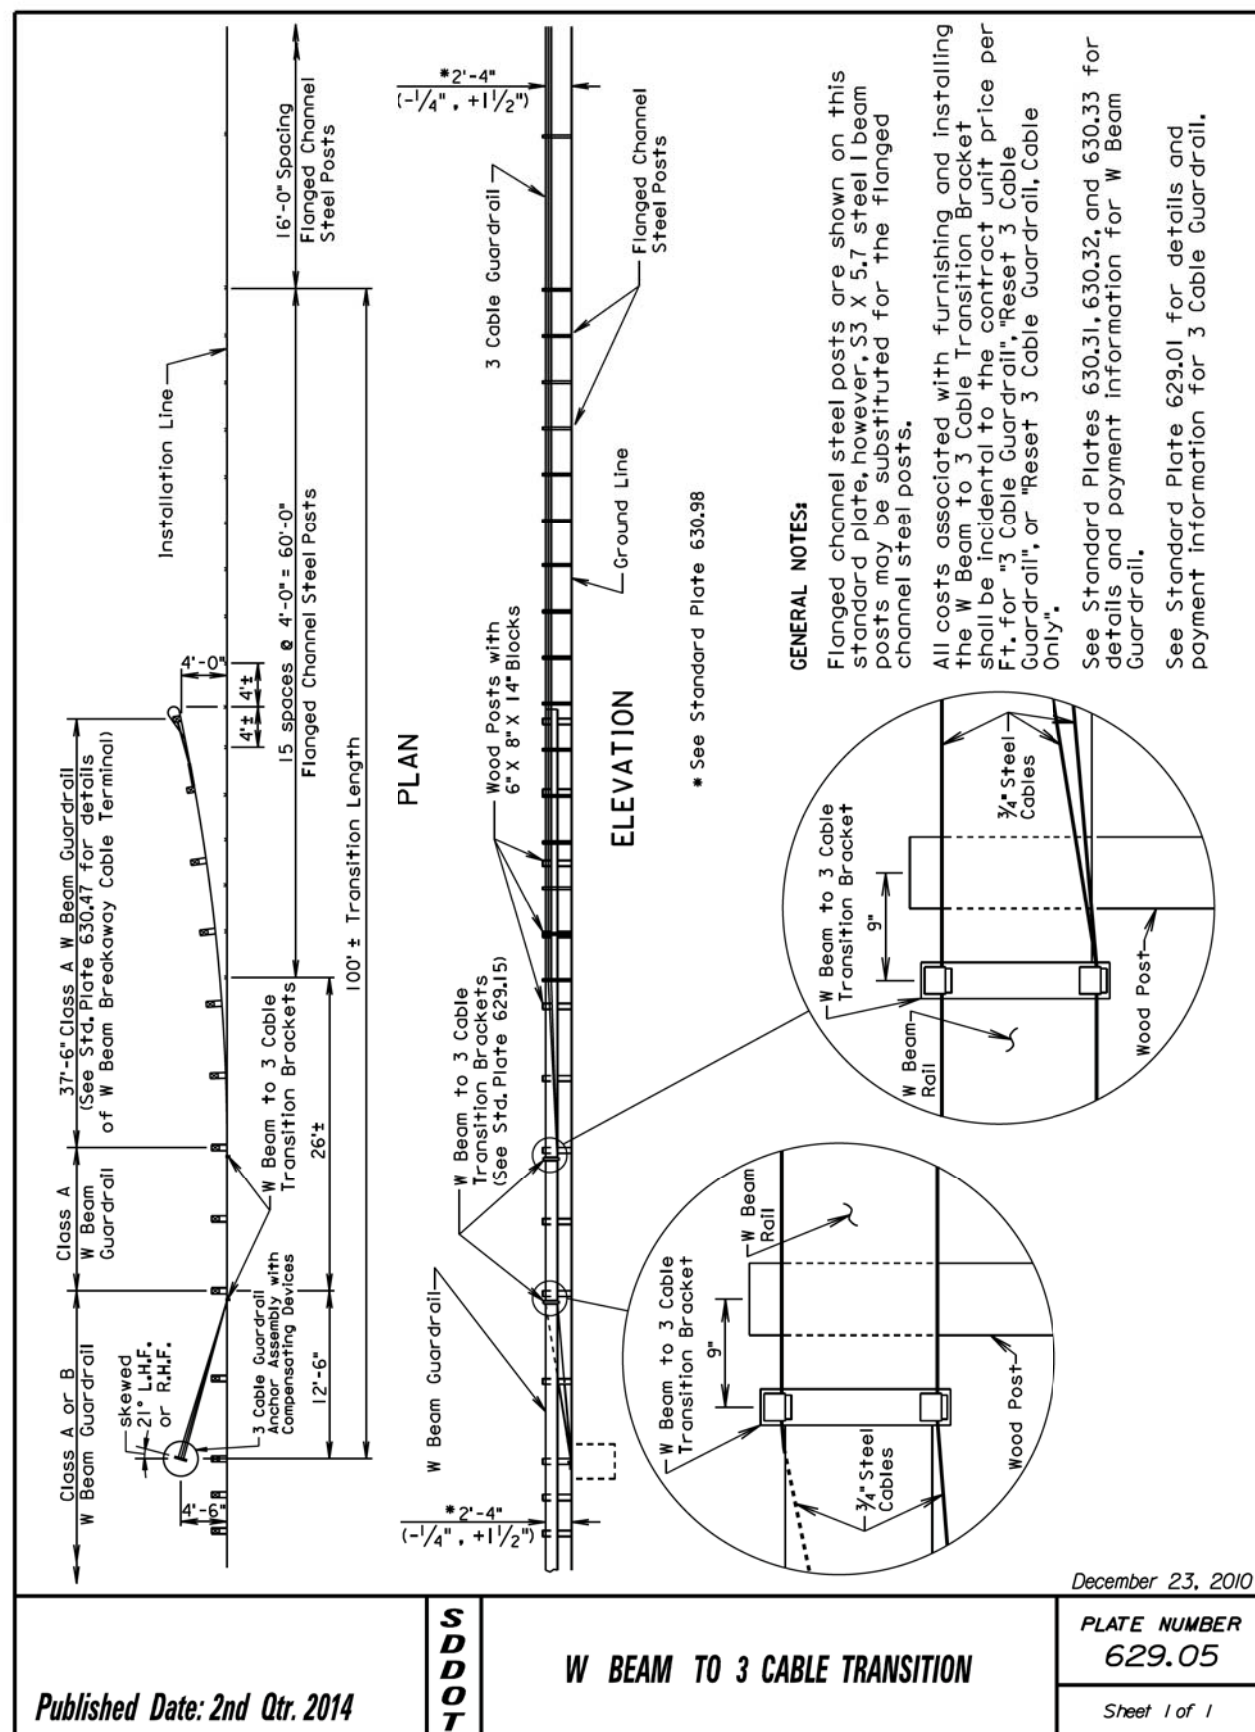 Class A or B
W Beam Guardrail
Class A
W Beam
Guardrail
37'-6" Class A W Beam Guardrail
(See Std. Plate 630.47 for details
of W Beam Breakaway Cable Terminal)
skewed
21° L.H.F.
or R.H.F.
4'-6"
3 Cable Guardrail
Anchor Assembly with
Compensating Devices
W Beam to 3 Cable
Transition Brackets
4'-0"
4'±
4'±
Installation Line
12'-6"
26'±
15 spaces @ 4'-0" = 60'-0"
Flanged Channel Steel Posts
16'-0" Spacing
Flanged Channel
Steel Posts
100' ± Transition Length
PLAN
*2'-4"
(-1/4" , +1 1/2")
W Beam Guardrail
W Beam to 3 Cable
Transition Brackets
(See Std. Plate 629.15)
Wood Posts with
6" X 8" X 14" Blocks
3 Cable Guardrail
*2'-4"
(-1/4" , +1 1/2")
Ground Line
Flanged Channel
Steel Posts
ELEVATION
* See Standard Plate 630.98
W Beam to 3 Cable
Transition Bracket
9"
W Beam
Rail
3/4" Steel
Cables
Wood Post
W Beam to 3 Cable
Transition Bracket
9"
W Beam
Rail
3/4" Steel
Cables
Wood Post
GENERAL NOTES:
Flanged channel steel posts are shown on this
standard plate, however, S3 X 5.7 steel I beam
posts may be substituted for the flanged
channel steel posts.
All costs associated with furnishing and installing
the W Beam to 3 Cable Transition Bracket
shall be incidental to the contract unit price per
Ft. for "3 Cable Guardrail", "Reset 3 Cable
Guardrail", or "Reset 3 Cable Guardrail, Cable
Only".
See Standard Plates 630.31, 630.32, and 630.33 for
details and payment information for W Beam
Guardrail.
See Standard Plate 629.01 for details and
payment information for 3 Cable Guardrail.
December 23, 2010
Published Date: 2nd Qtr. 2014
SDDOT
W BEAM TO 3 CABLE TRANSITION
PLATE NUMBER
629.05
Sheet 1 of 1